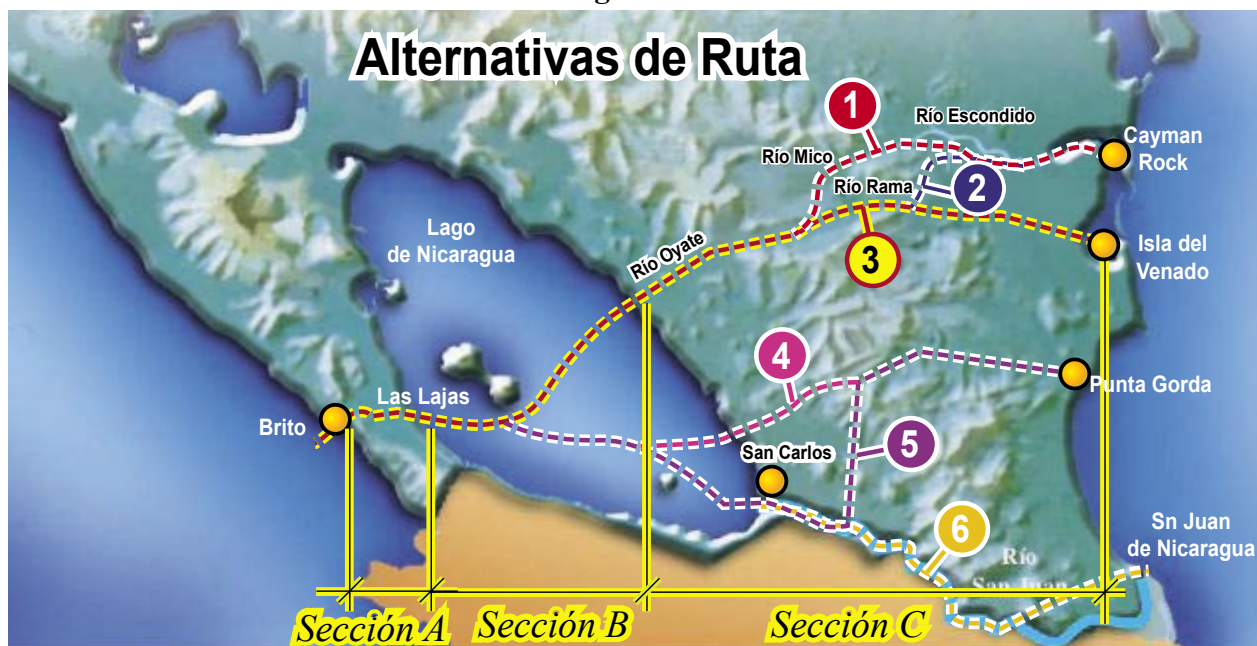 Alternativas de Ruta
1
Río Escondido
Cayman
Rock
Río Mico
Río Rama
2
Lago
de Nicaragua
Río Oyate
3
Isla del
Venado
4
Punta Gorda
Las Lajas
Brito
San Carlos
5
6
Sn Juan
de Nicaragua
Río
San Juan
Sección A
Sección B
Sección C